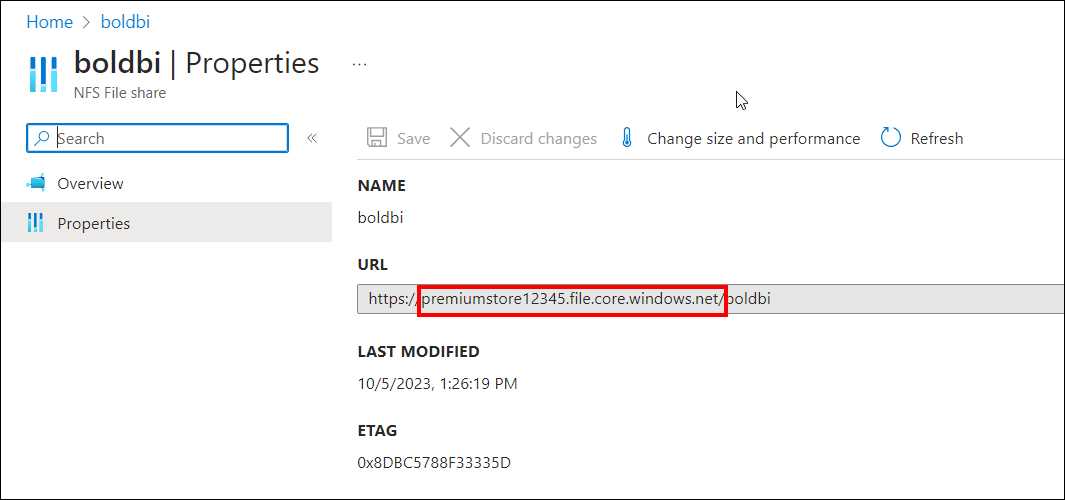 Home > boldbi
boldbi | Properties ...
NFS File share
Search «
Save Discard changes Change size and performance Refresh
Overview
Properties
NAME
boldbi
URL
https://premiumstore12345.file.core.windows.net/boldbi
LAST MODIFIED
10/5/2023, 1:26:19 PM
ETAG
0x8DBC5788F33335D